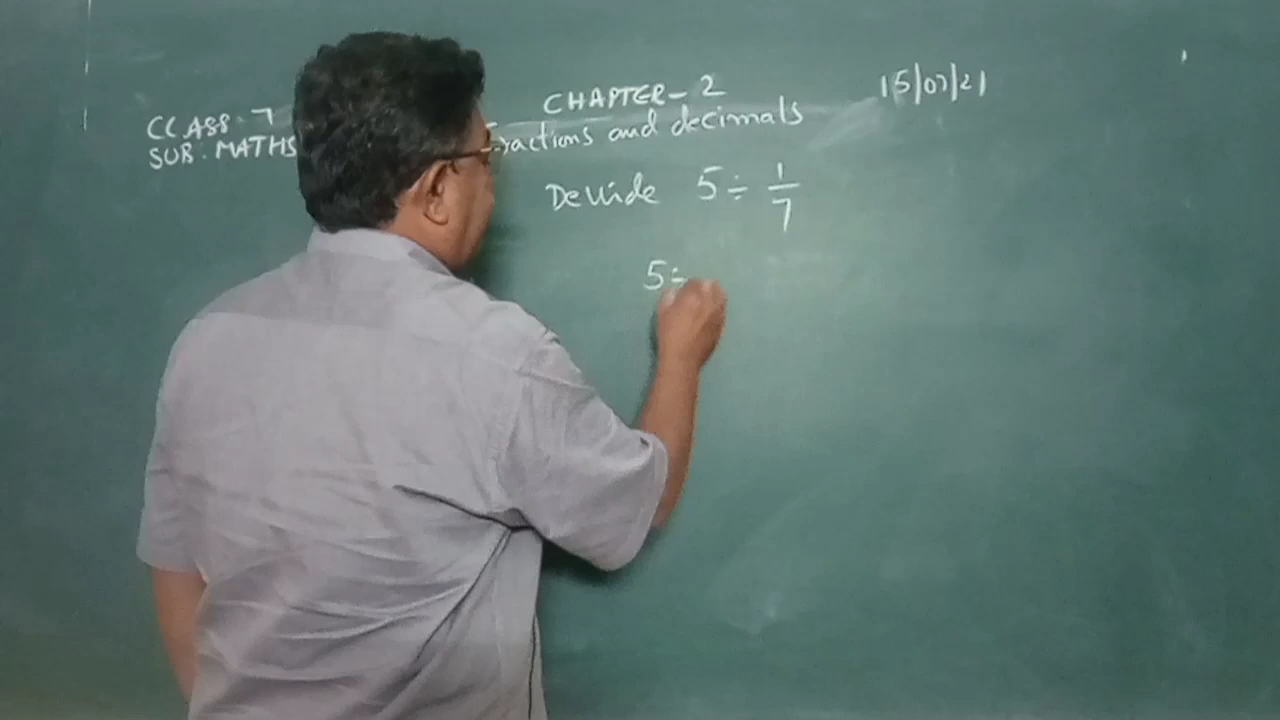 CLASS. 7 CHAPTER-2 15/07/21
SUB. MATHS ractions and decimals
Devide 5 ÷ 1/7
5 ÷